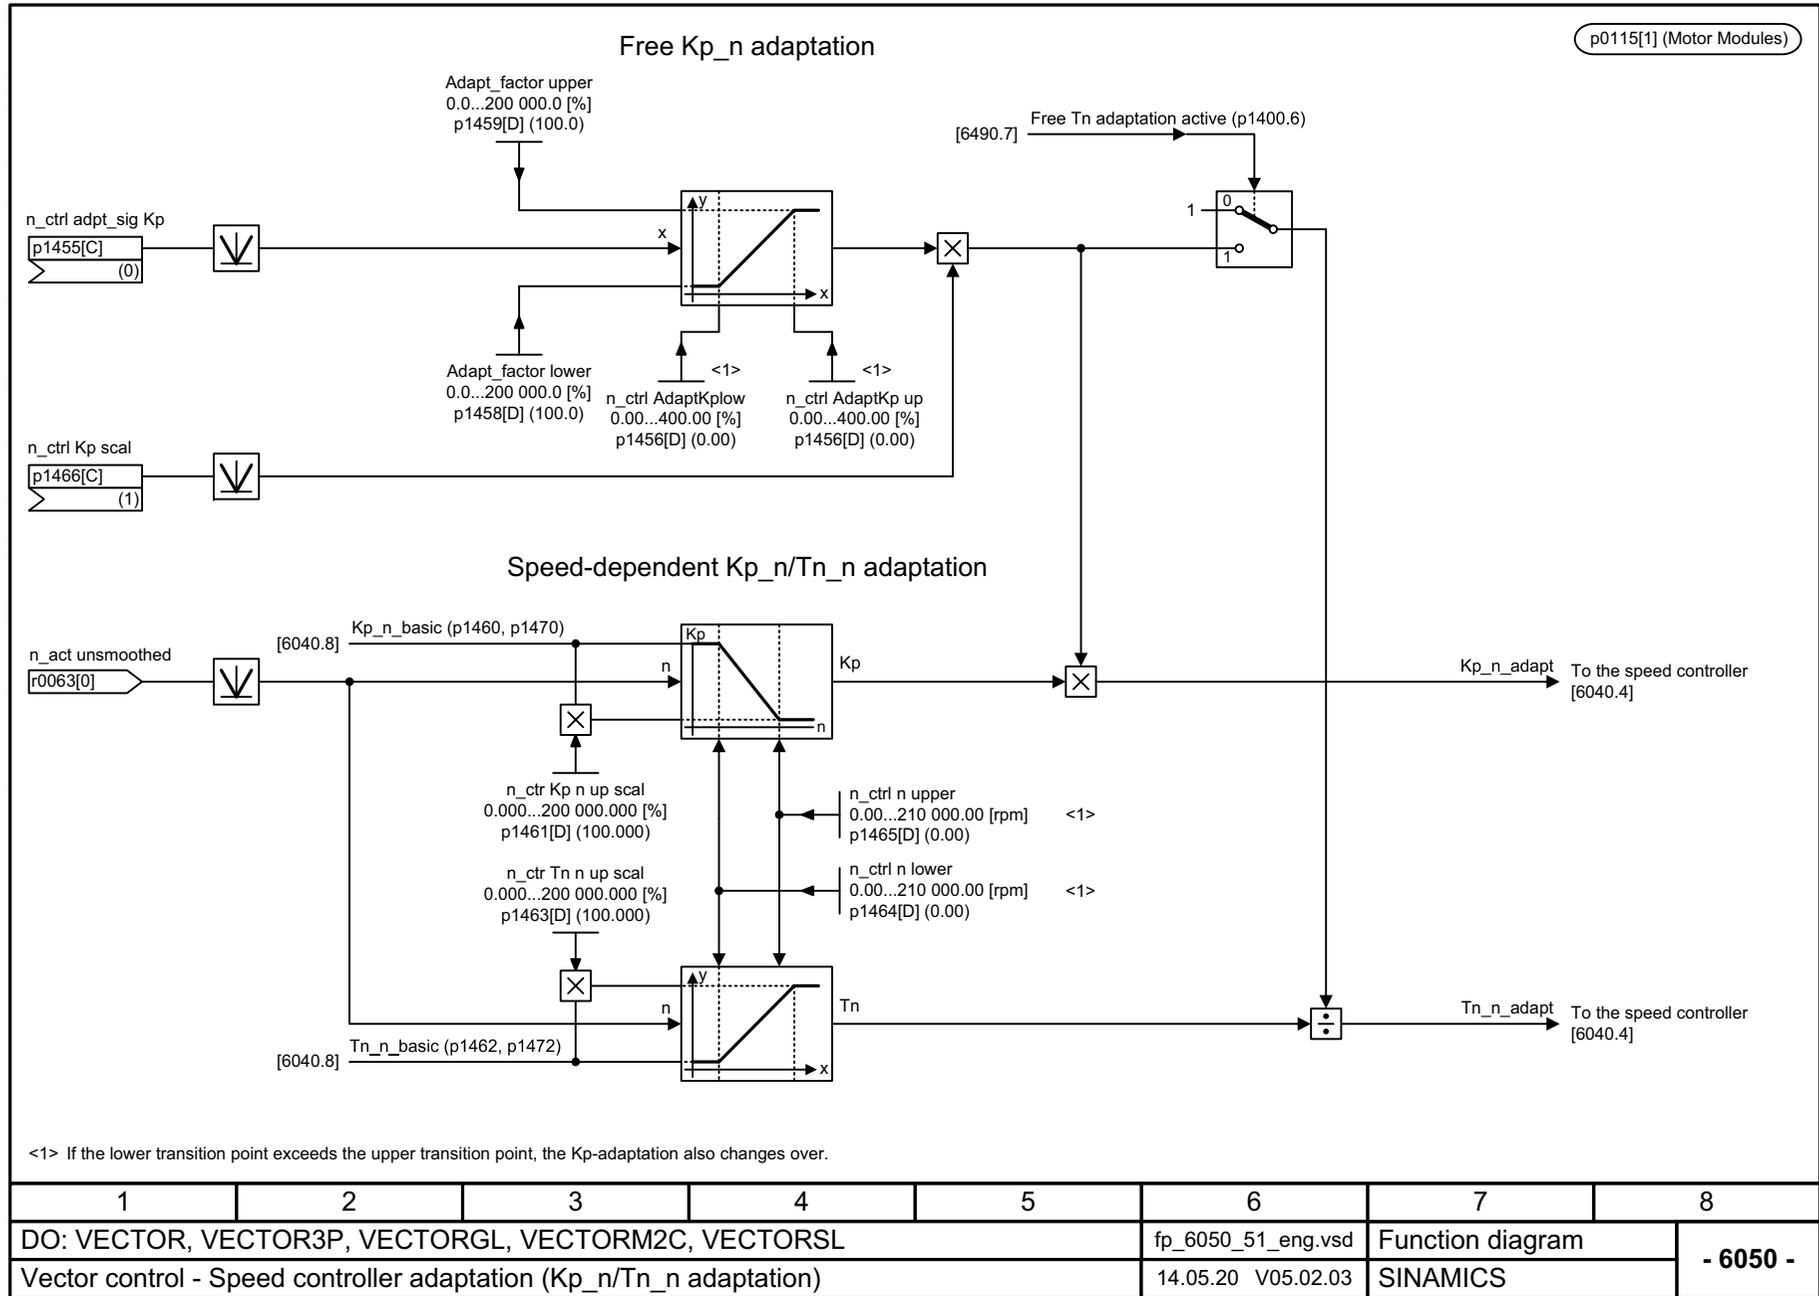 Free Kp_n adaptation
p0115[1] (Motor Modules)
Adapt_factor upper
0.0...200 000.0 [%]
p1459[D] (100.0)
Free Tn adaptation active (p1400.6)
[6490.7]
n_ctrl adpt_sig Kp
p1455[C]
(0)
x
y
x
1
0
1
Adapt_factor lower
0.0...200 000.0 [%]
p1458[D] (100.0)
<1>
n_ctrl AdaptKplow
0.00...400.00 [%]
p1456[D] (0.00)
<1>
n_ctrl AdaptKp up
0.00...400.00 [%]
p1456[D] (0.00)
n_ctrl Kp scal
p1466[C]
(1)
Speed-dependent Kp_n/Tn_n adaptation
[6040.8]
Kp_n_basic (p1460, p1470)
n_act unsmoothed
r0063[0]
n
Kp
n
Kp
Kp_n_adapt
To the speed controller
[6040.4]
n_ctr Kp n up scal
0.000...200 000.000 [%]
p1461[D] (100.000)
n_ctrl n upper
0.00...210 000.00 [rpm]
p1465[D] (0.00)
<1>
n_ctr Tn n up scal
0.000...200 000.000 [%]
p1463[D] (100.000)
n_ctrl n lower
0.00...210 000.00 [rpm]
p1464[D] (0.00)
<1>
n
y
x
Tn
Tn_n_adapt
To the speed controller
[6040.4]
Tn_n_basic (p1462, p1472)
[6040.8]
<1> If the lower transition point exceeds the upper transition point, the Kp-adaptation also changes over.
1 2 3 4 5 6 7 8
DO: VECTOR, VECTOR3P, VECTORGL, VECTORM2C, VECTORSL
fp_6050_51_eng.vsd
Function diagram
- 6050 -
Vector control - Speed controller adaptation (Kp_n/Tn_n adaptation)
14.05.20 V05.02.03
SINAMICS